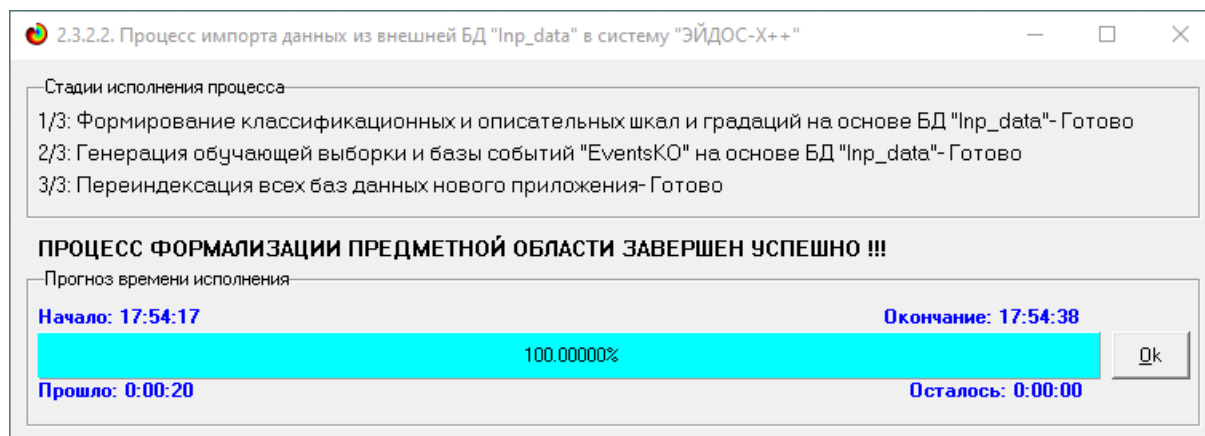 2.3.2.2. Процесс импорта данных из внешней БД "Inp_data" в систему "ЭЙДОС-Х++"
Стадии исполнения процесса
1/3: Формирование классификационных и описательных шкал и градаций на основе БД "Inp_data"- Готово
2/3: Генерация обучающей выборки и базы событий "EventsKO" на основе БД "Inp_data"- Готово
3/3: Переиндексация всех баз данных нового приложения- Готово
ПРОЦЕСС ФОРМАЛИЗАЦИИ ПРЕДМЕТНОЙ ОБЛАСТИ ЗАВЕРШЕН УСПЕШНО !!!
Прогноз времени исполнения
Начало: 17:54:17 Окончание: 17:54:38
100.00000% Ok
Прошло: 0:00:20 Осталось: 0:00:00